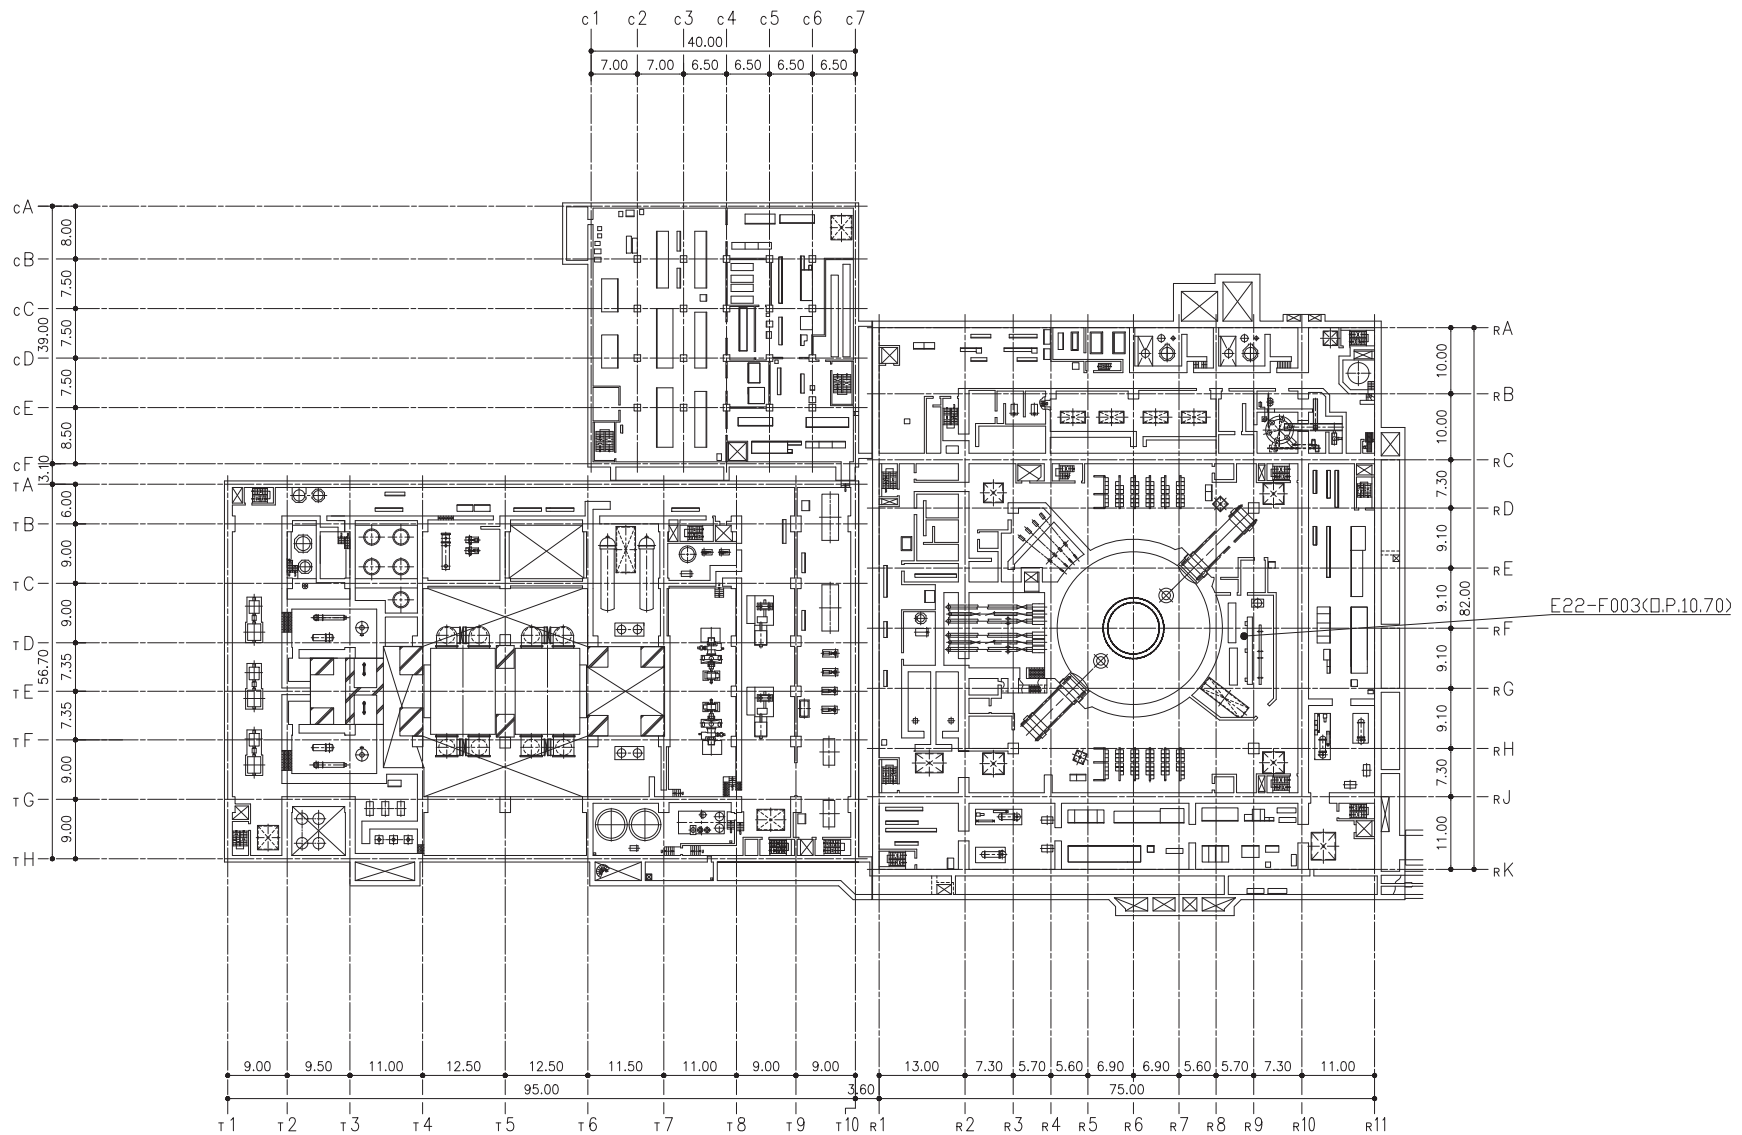 c1 c2 c3 c4 c5 c6 c7
40.00
7.00 7.00 6.50 6.50 6.50 6.50
cA
8.00
cB
7.50
cC
39.00
7.50
cD
7.50
cE
8.50
cF
3.10
TA
6.00
TB
9.00
TC
9.00
TD
56.70
7.35
TE
7.35
TF
9.00
TG
9.00
TH
RA
10.00
RB
10.00
RC
7.30
RD
9.10
RE
9.10
82.00
E22-F003(O.P.10.70)
RF
9.10
RG
9.10
RH
7.30
RJ
11.00
RK
9.00 9.50 11.00 12.50 12.50 11.50 11.00 9.00 9.00 13.00 7.30 5.70 5.60 6.90 6.90 5.60 5.70 7.30 11.00
95.00 3.60 75.00
T1 T2 T3 T4 T5 T6 T7 T8 T9 T10 R1 R2 R3 R4 R5 R6 R7 R8 R9 R10 R11